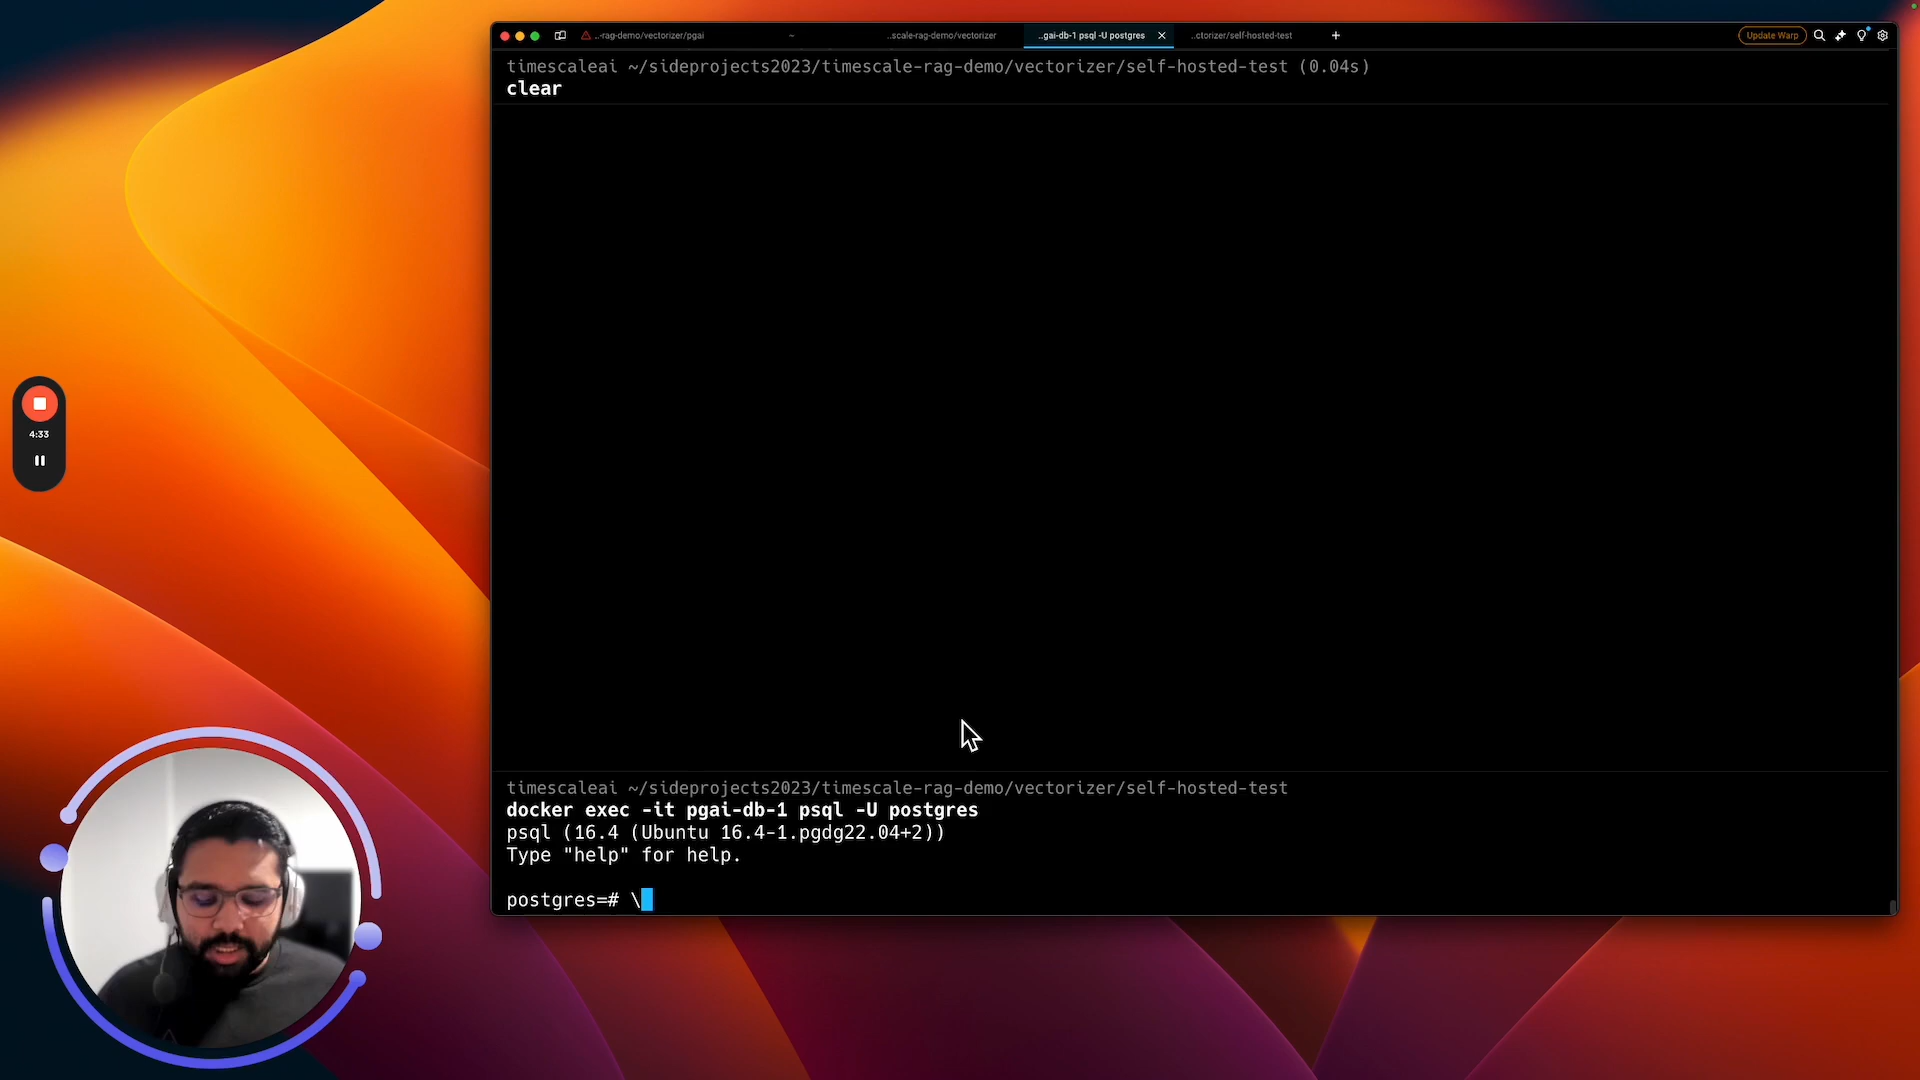 ..-rag-demo/vectorizer/pgai
~
..scale-rag-demo/vectorizer
..gai-db-1 psql -U postgres
..ctorizer/self-hosted-test
Update Warp
timescaleai ~/sideprojects2023/timescale-rag-demo/vectorizer/self-hosted-test (0.04s)
clear
4:33
timescaleai ~/sideprojects2023/timescale-rag-demo/vectorizer/self-hosted-test
docker exec -it pgai-db-1 psql -U postgres
psql (16.4 (Ubuntu 16.4-1.pgdg22.04+2))
Type "help" for help.
postgres=# \